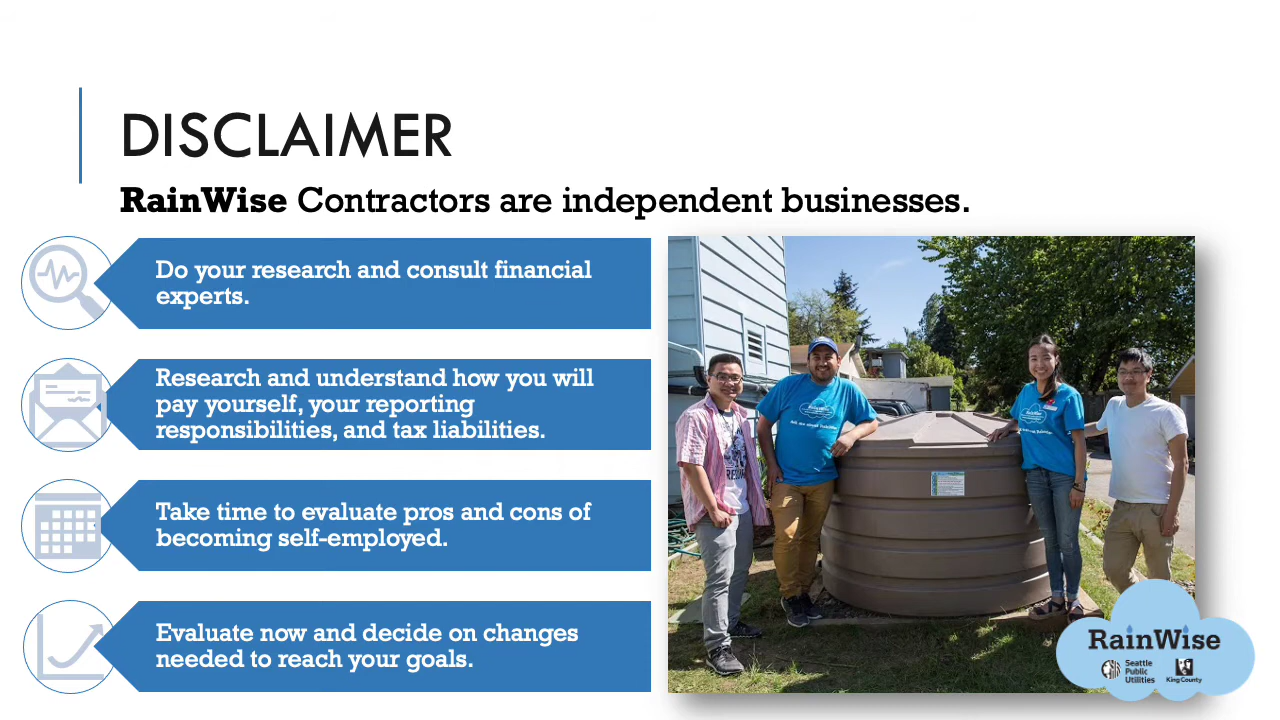 DISCLAIMER
RainWise Contractors are independent businesses.
Do your research and consult financial
experts.
Research and understand how you will
pay yourself, your reporting
responsibilities, and tax liabilities.
Take time to evaluate pros and cons of
becoming self-employed.
Evaluate now and decide on changes
needed to reach your goals.
RainWise
RainWise
Seattle
Public
Utilities
King County